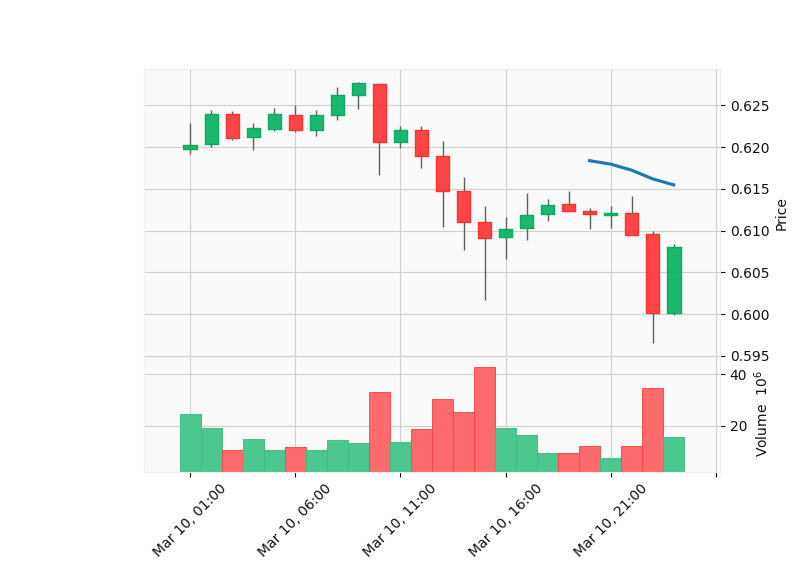 0.625
0.620
0.615
0.610
0.605
0.600
0.595
Price
40
20
Volume 10⁶
Mar 10, 01:00
Mar 10, 06:00
Mar 10, 11:00
Mar 10, 16:00
Mar 10, 21:00